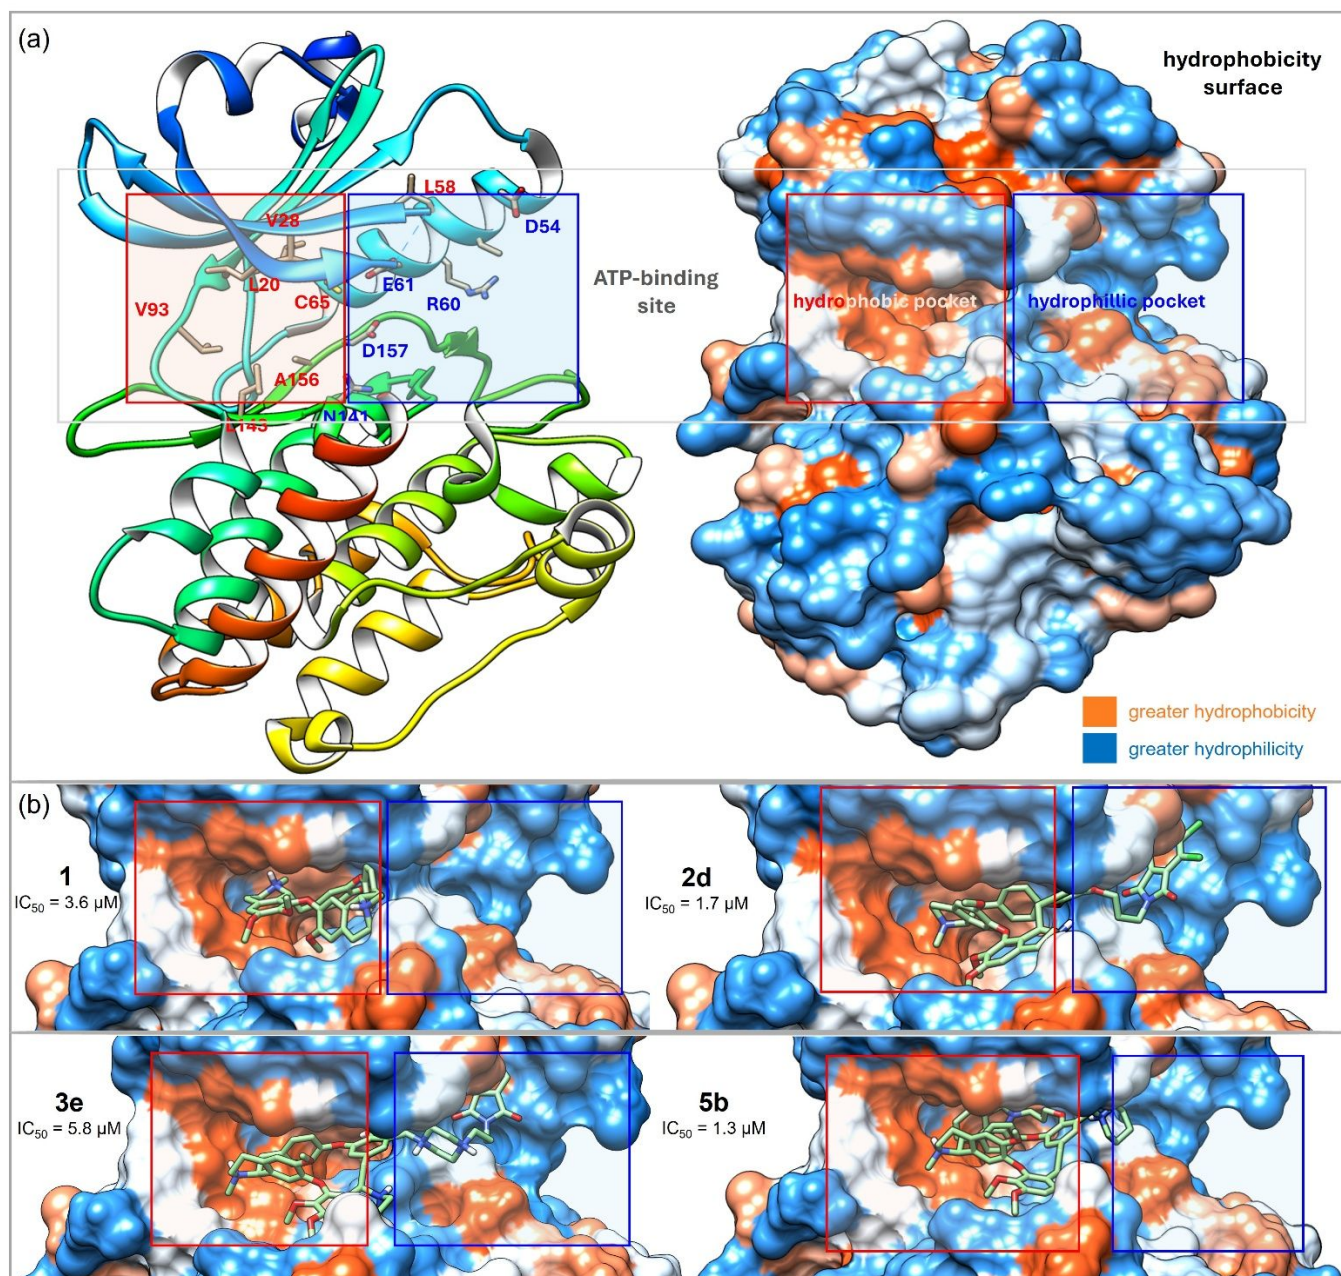 (a)
hydrophobicity
surface
L58
V28
D54
ATP-binding
site
L20
C65
E61
R60
V93
hydrophobic pocket
hydrophillic pocket
D157
A156
N141
L143
greater hydrophobicity
greater hydrophilicity
(b)
1
IC₅₀ = 3.6 µM
2d
IC₅₀ = 1.7 µM
3e
IC₅₀ = 5.8 µM
5b
IC₅₀ = 1.3 µM